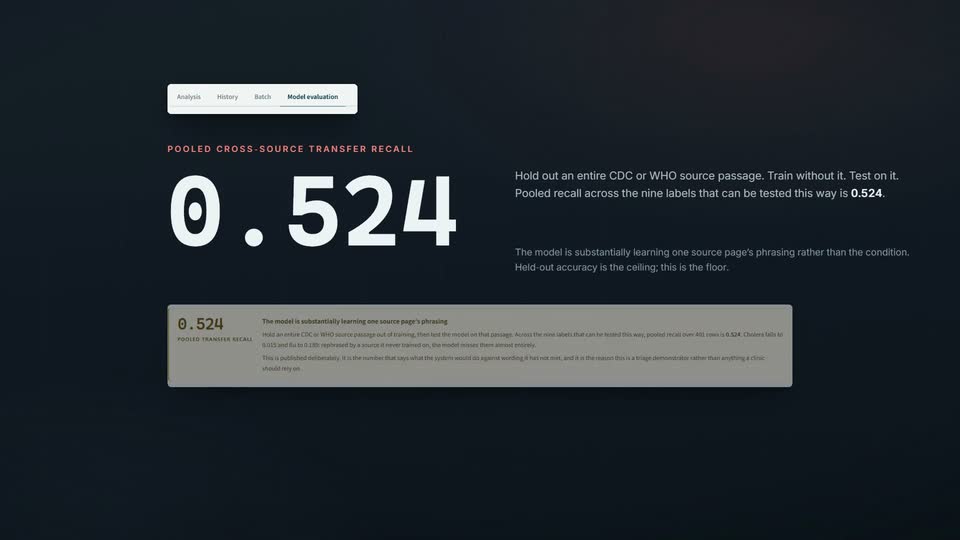 Analysis History Batch Model evaluation
POOLED CROSS-SOURCE TRANSFER RECALL
0.524
Hold out an entire CDC or WHO source passage. Train without it. Test on it.
Pooled recall across the nine labels that can be tested this way is 0.524.
The model is substantially learning one source page's phrasing rather than the condition.
Held-out accuracy is the ceiling; this is the floor.
0.524
POOLED TRANSFER RECALL
The model is substantially learning one source page's phrasing
Hold an entire CDC or WHO source passage out of training, then test the model on that passage. Across the nine labels that can be tested this way, pooled recall over 401 rows is 0.524. Cholera falls to
0.015 and flu to 0.180: rephrased by a source it never trained on, the model misses them almost entirely.
This is published deliberately. It is the number that says what the system would do against wording it has not met, and it is the reason this is a triage demonstrator rather than anything a clinic
should rely on.